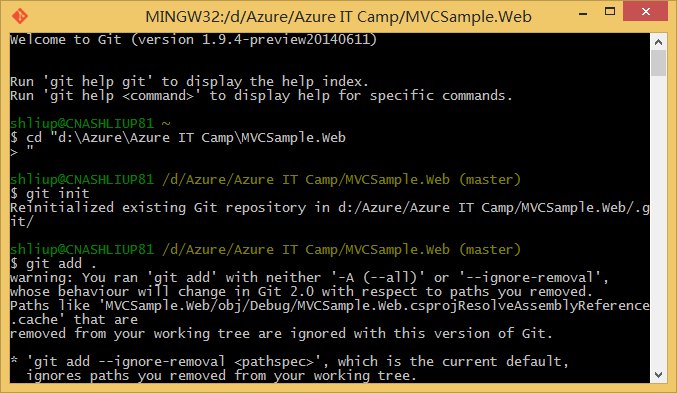 MINGW32:/d/Azure/Azure IT Camp/MVCSample.Web
Welcome to Git (version 1.9.4-preview20140611)
Run 'git help git' to display the help index.
Run 'git help <command>' to display help for specific commands.
shliup@CNASHLIUP81 ~
$ cd "d:\Azure\Azure IT Camp\MVCSample.Web
> "
shliup@CNASHLIUP81 /d/Azure/Azure IT Camp/MVCSample.Web (master)
$ git init
Reinitialized existing Git repository in d:/Azure/Azure IT Camp/MVCSample.Web/.g
it/
shliup@CNASHLIUP81 /d/Azure/Azure IT Camp/MVCSample.Web (master)
$ git add .
warning: You ran 'git add' with neither '-A (--all)' or '--ignore-removal',
whose behaviour will change in Git 2.0 with respect to paths you removed.
Paths like 'MVCSample.Web/obj/Debug/MVCSample.Web.csprojResolveAssemblyReference
.cache' that are
removed from your working tree are ignored with this version of Git.
* 'git add --ignore-removal <pathspec>', which is the current default,
ignores paths you removed from your working tree.